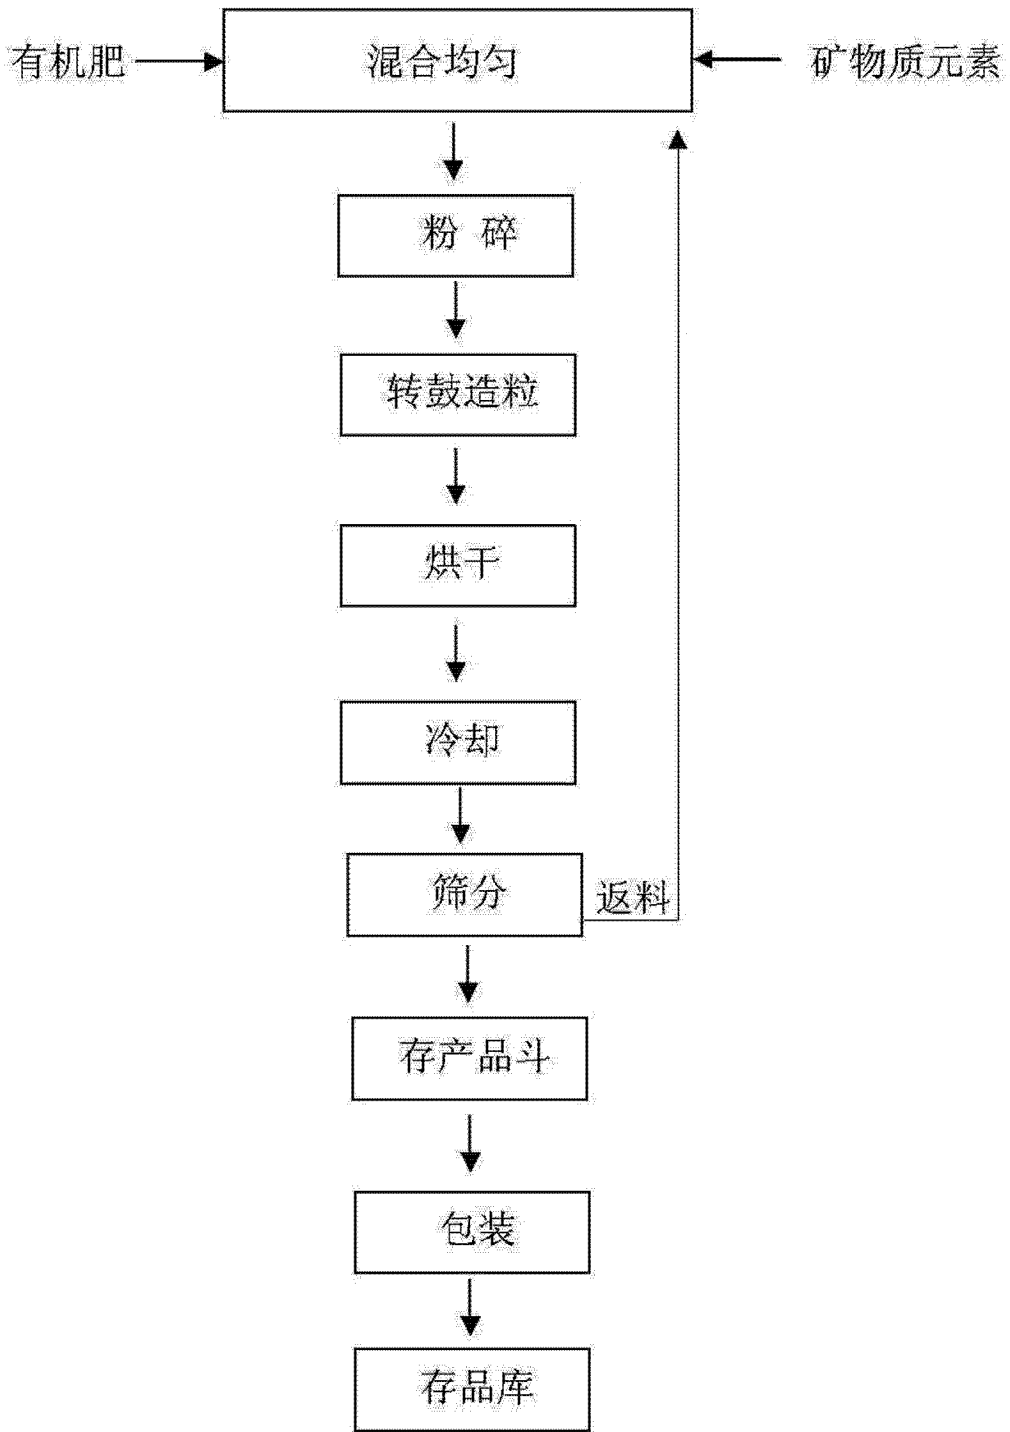 有机肥
混合均匀
矿物质元素
粉 碎
转鼓造粒
烘干
冷却
筛分
返料
存产品斗
包装
存品库